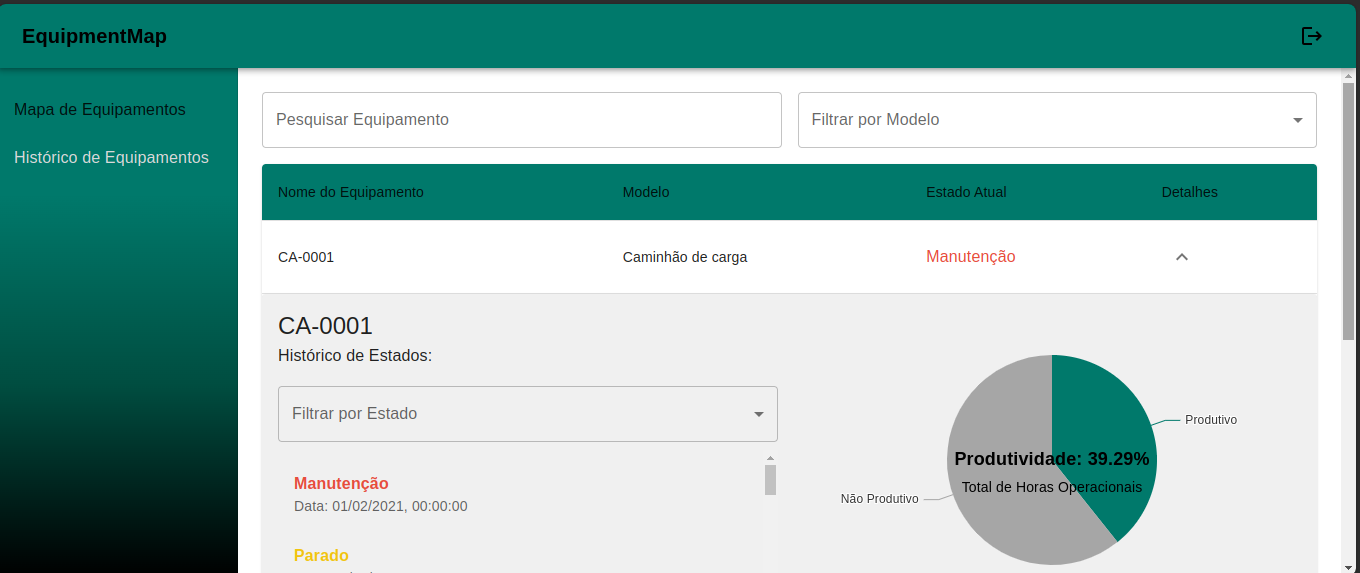 EquipmentMap
Mapa de Equipamentos
Histórico de Equipamentos
Pesquisar Equipamento
Filtrar por Modelo
Nome do Equipamento Modelo Estado Atual Detalhes
CA-0001 Caminhão de carga Manutenção
CA-0001
Histórico de Estados:
Filtrar por Estado
Manutenção
Data: 01/02/2021, 00:00:00
Parado
Produtivo
Produtividade: 39.29%
Total de Horas Operacionais
Não Produtivo